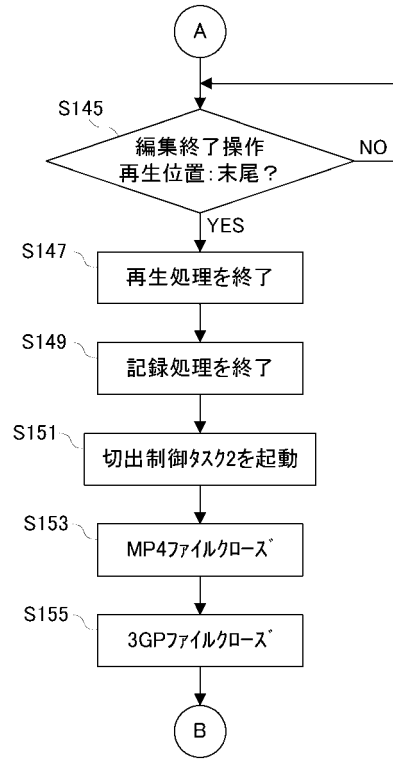 A
S145
編集終了操作
再生位置:末尾?
NO
YES
S147
再生処理を終了
S149
記録処理を終了
S151
切出制御ﾀｽｸ2を起動
S153
MP4ﾌｧｲﾙｸﾛｰｽﾞ
S155
3GPﾌｧｲﾙｸﾛｰｽﾞ
B